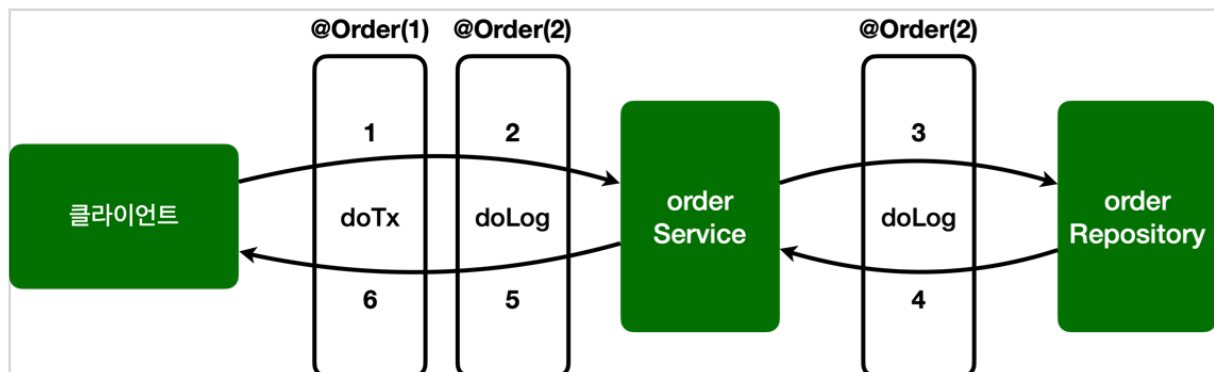 @Order(1)
@Order(2)
@Order(2)
1
2
3
클라이언트
doTx
doLog
order
Service
doLog
order
Repository
6
5
4